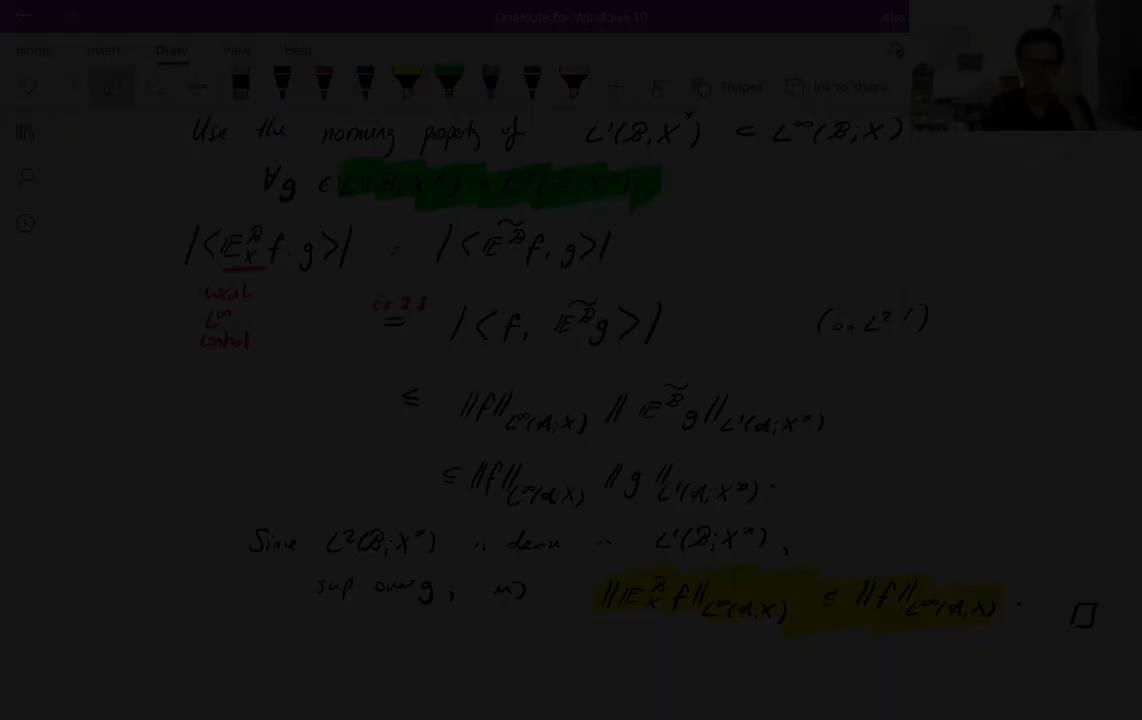 OneNote for Windows 10
Alex
Home Insert Draw View Help
Shapes Ink to Shape
Use the norming property of L¹(B, X*) ⊂ L^∞(B; X)
∀g ∈ L¹(B; X*) ∩ L²(B; X*),
|<E_X^B f, g>| = |<Ẽ^B f, g>|
weak L^∞ control
= |<f, Ẽ^B g>| (on L²!)
≤ ||f||_{L^∞(A;X)} ||Ẽ^B g||_{L¹(A;X*)}
≤ ||f||_{L^∞(A;X)} ||g||_{L¹(A,X*)}.
Since L²(B;X*) is dense in L¹(B;X*),
sup over g, ⇝ ||E_X^B f||_{L^∞(A;X)} ≤ ||f||_{L^∞(A;X)}. □